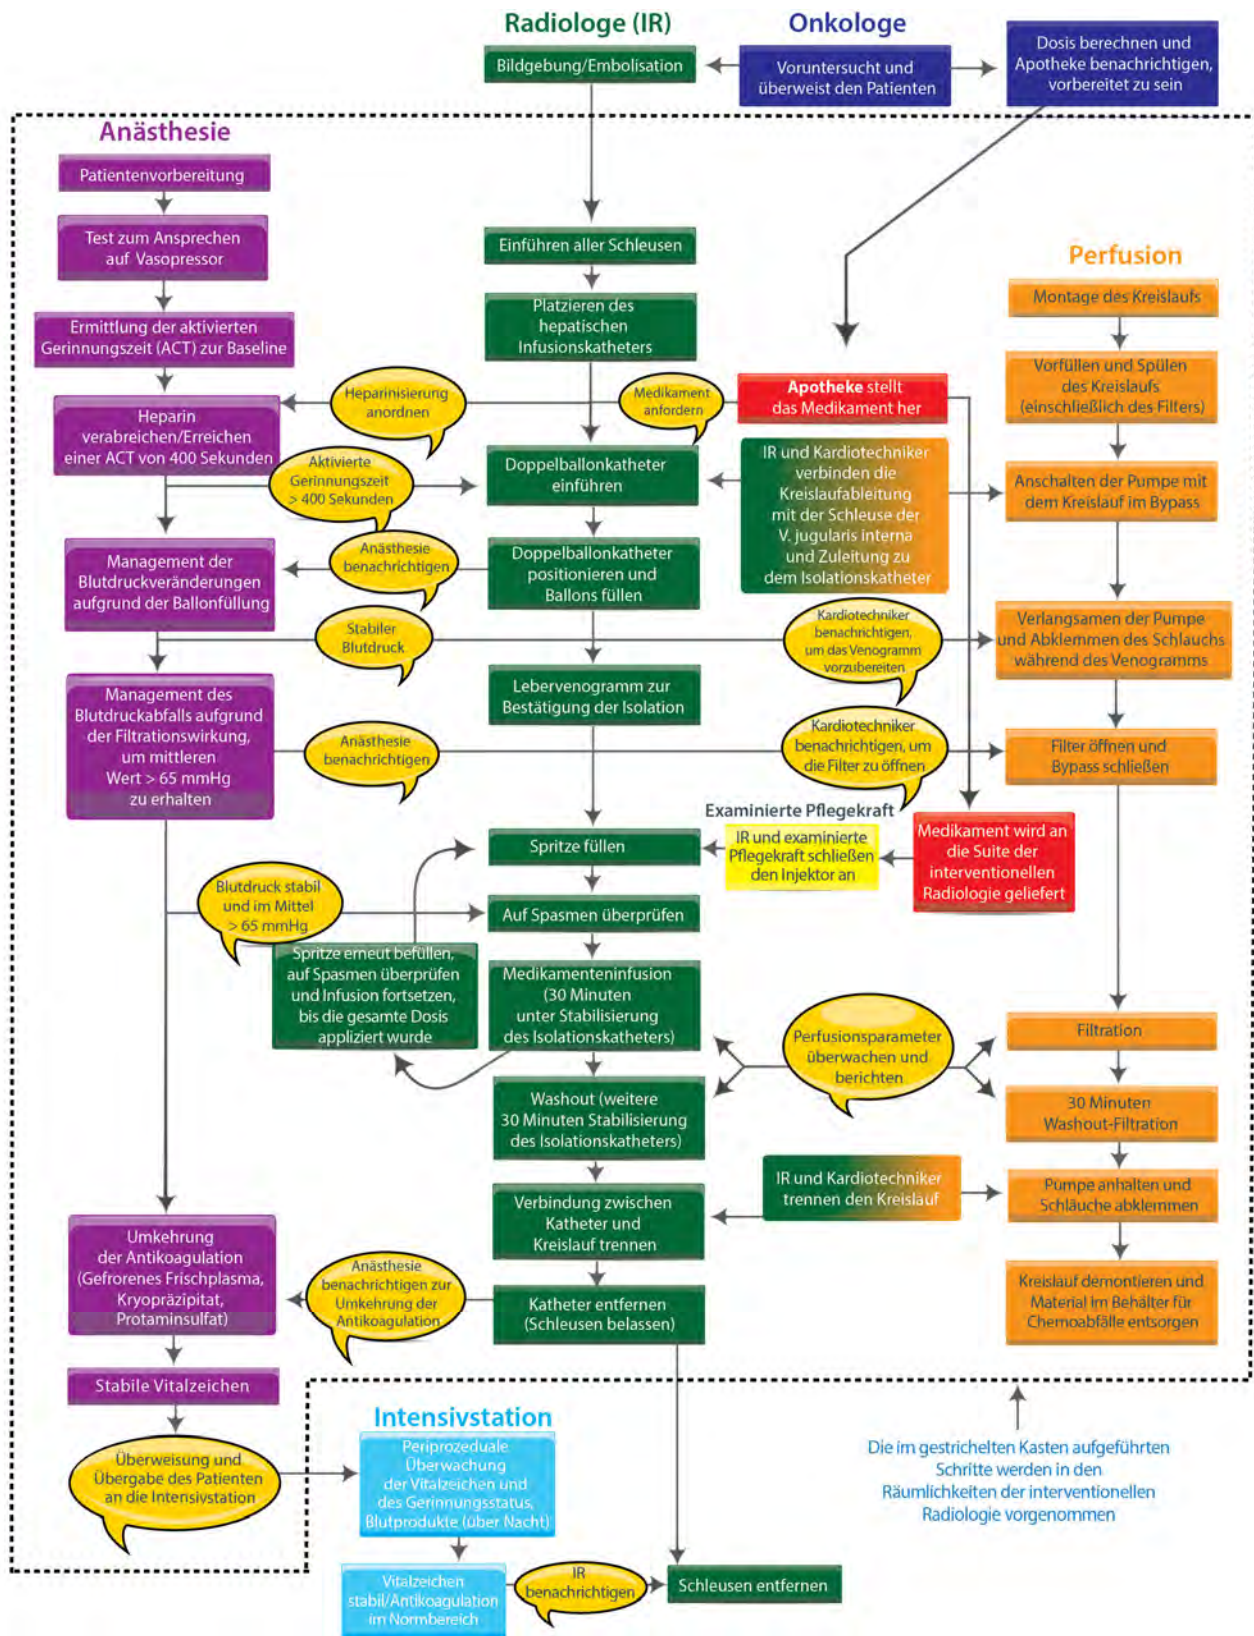 Radiologe (IR)
Onkologe
Bildgebung/Embolisation
Voruntersucht und
überweist den Patienten
Dosis berechnen und
Apotheke benachrichtigen,
vorbereitet zu sein
Anästhesie
Patientenvorbereitung
Test zum Ansprechen
auf Vasopressor
Ermittlung der aktivierten
Gerinnungszeit (ACT) zur Baseline
Heparin
verabreichen/Erreichen
einer ACT von 400 Sekunden
Management der
Blutdruckveränderungen
aufgrund der Ballonfüllung
Management des
Blutdruckabfalls aufgrund
der Filtrationswirkung,
um mittleren
Wert > 65 mmHg
zu erhalten
Umkehrung
der Antikoagulation
(Gefrorenes Frischplasma,
Kryopräzipitat,
Protaminsulfat)
Stabile Vitalzeichen
Überweisung und
Übergabe des Patienten
an die Intensivstation
Heparinisierung
anordnen
Aktivierte
Gerinnungszeit
> 400 Sekunden
Anästhesie
benachrichtigen
Stabiler
Blutdruck
Anästhesie
benachrichtigen
Blutdruck stabil
und im Mittel
> 65 mmHg
Spritze erneut befüllen,
auf Spasmen überprüfen
und Infusion fortsetzen,
bis die gesamte Dosis
appliziert wurde
Anästhesie
benachrichtigen zur
Umkehrung der
Antikoagulation
Einführen aller Schleusen
Platzieren des
hepatischen
Infusionskatheters
Doppelballonkatheter
einführen
Doppelballonkatheter
positionieren und
Ballons füllen
Lebervenogramm zur
Bestätigung der Isolation
Spritze füllen
Auf Spasmen überprüfen
Medikamenteninfusion
(30 Minuten
unter Stabilisierung
des Isolationskatheters)
Washout (weitere
30 Minuten Stabilisierung
des Isolationskatheters)
Verbindung zwischen
Katheter und
Kreislauf trennen
Katheter entfernen
(Schleusen belassen)
Medikament
anfordern
Apotheke stellt
das Medikament her
IR und Kardiotechniker
verbinden die
Kreislaufableitung
mit der Schleuse der
V. jugularis interna
und Zuleitung zu
dem Isolationskatheter
Kardiotechniker
benachrichtigen,
um das Venogramm
vorzubereiten
Kardiotechniker
benachrichtigen, um
die Filter zu öffnen
Examinierte Pflegekraft
IR und examinierte
Pflegekraft schließen
den Injektor an
Medikament wird an
die Suite der
interventionellen
Radiologie geliefert
Perfusionsparameter
überwachen und
berichten
IR und Kardiotechniker
trennen den Kreislauf
Perfusion
Montage des Kreislaufs
Vorfüllen und Spülen
des Kreislaufs
(einschließlich des Filters)
Anschalten der Pumpe mit
dem Kreislauf im Bypass
Verlangsamen der Pumpe
und Abklemmen des Schlauchs
während des Venogramms
Filter öffnen und
Bypass schließen
Filtration
30 Minuten
Washout-Filtration
Pumpe anhalten und
Schläuche abklemmen
Kreislauf demontieren und
Material im Behälter für
Chemoabfälle entsorgen
Intensivstation
Periprozeduale
Überwachung
der Vitalzeichen und
des Gerinnungsstatus,
Blutprodukte (über Nacht)
Vitalzeichen
stabil/Antikoagulation
im Normbereich
IR
benachrichtigen
Schleusen entfernen
Die im gestrichelten Kasten aufgeführten
Schritte werden in den
Räumlichkeiten der interventionellen
Radiologie vorgenommen